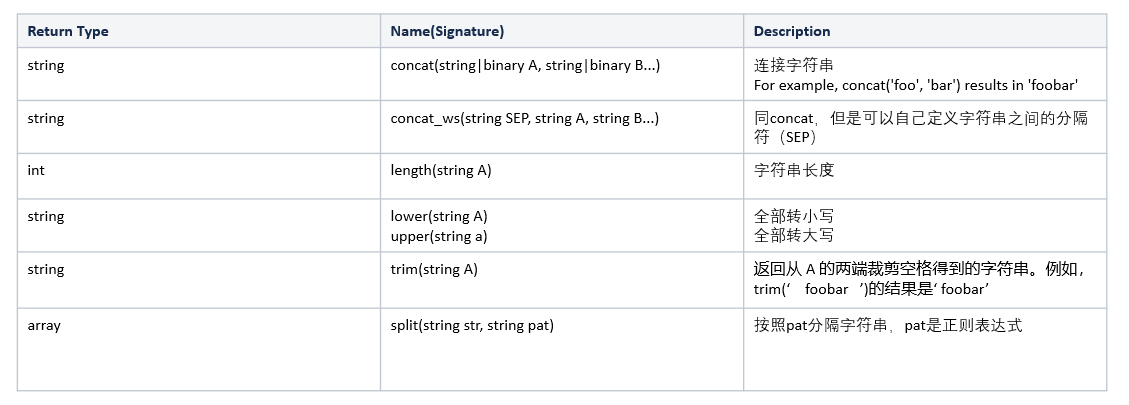 Return Type Name(Signature) Description
string concat(string|binary A, string|binary B...) 连接字符串
For example, concat('foo', 'bar') results in 'foobar'
string concat_ws(string SEP, string A, string B...) 同concat，但是可以自己定义字符串之间的分隔
符（SEP）
int length(string A) 字符串长度
string lower(string A) 全部转小写
upper(string a) 全部转大写
string trim(string A) 返回从 A 的两端裁剪空格得到的字符串。例如，
trim(‘ foobar ’)的结果是‘ foobar’
array split(string str, string pat) 按照pat分隔字符串，pat是正则表达式